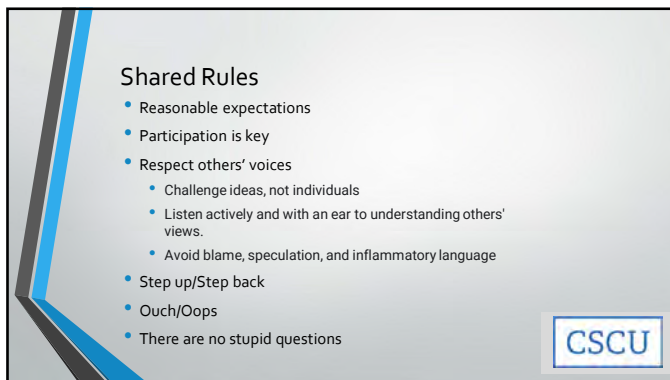 Shared Rules
• Reasonable expectations
• Participation is key
• Respect others’ voices
• Challenge ideas, not individuals
• Listen actively and with an ear to understanding others'
views.
• Avoid blame, speculation, and inflammatory language
• Step up/Step back
• Ouch/Oops
• There are no stupid questions
CSCU